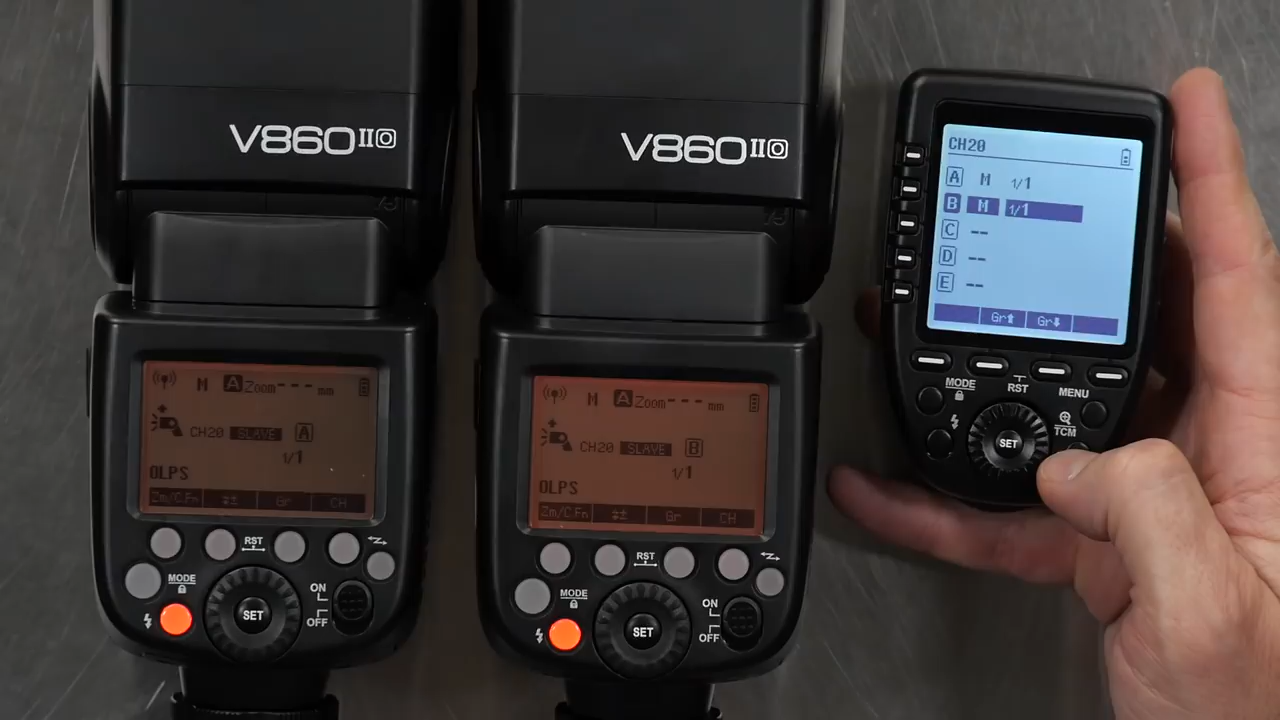 V860IIO
M A Zoom --- mm
CH20 SLAVE A
1/1
OLPS
Zm/C.Fn Gr CH
RST
MODE
SET
ON
OFF
V860IIO
M A Zoom --- mm
CH20 SLAVE B
1/1
OLPS
Zm/C.Fn Gr CH
RST
MODE
SET
ON
OFF
CH20
A M 1/1
B M 1/1
C --
D --
E --
Gr⬆ Gr⬇
MODE
RST
MENU
SET
TCM